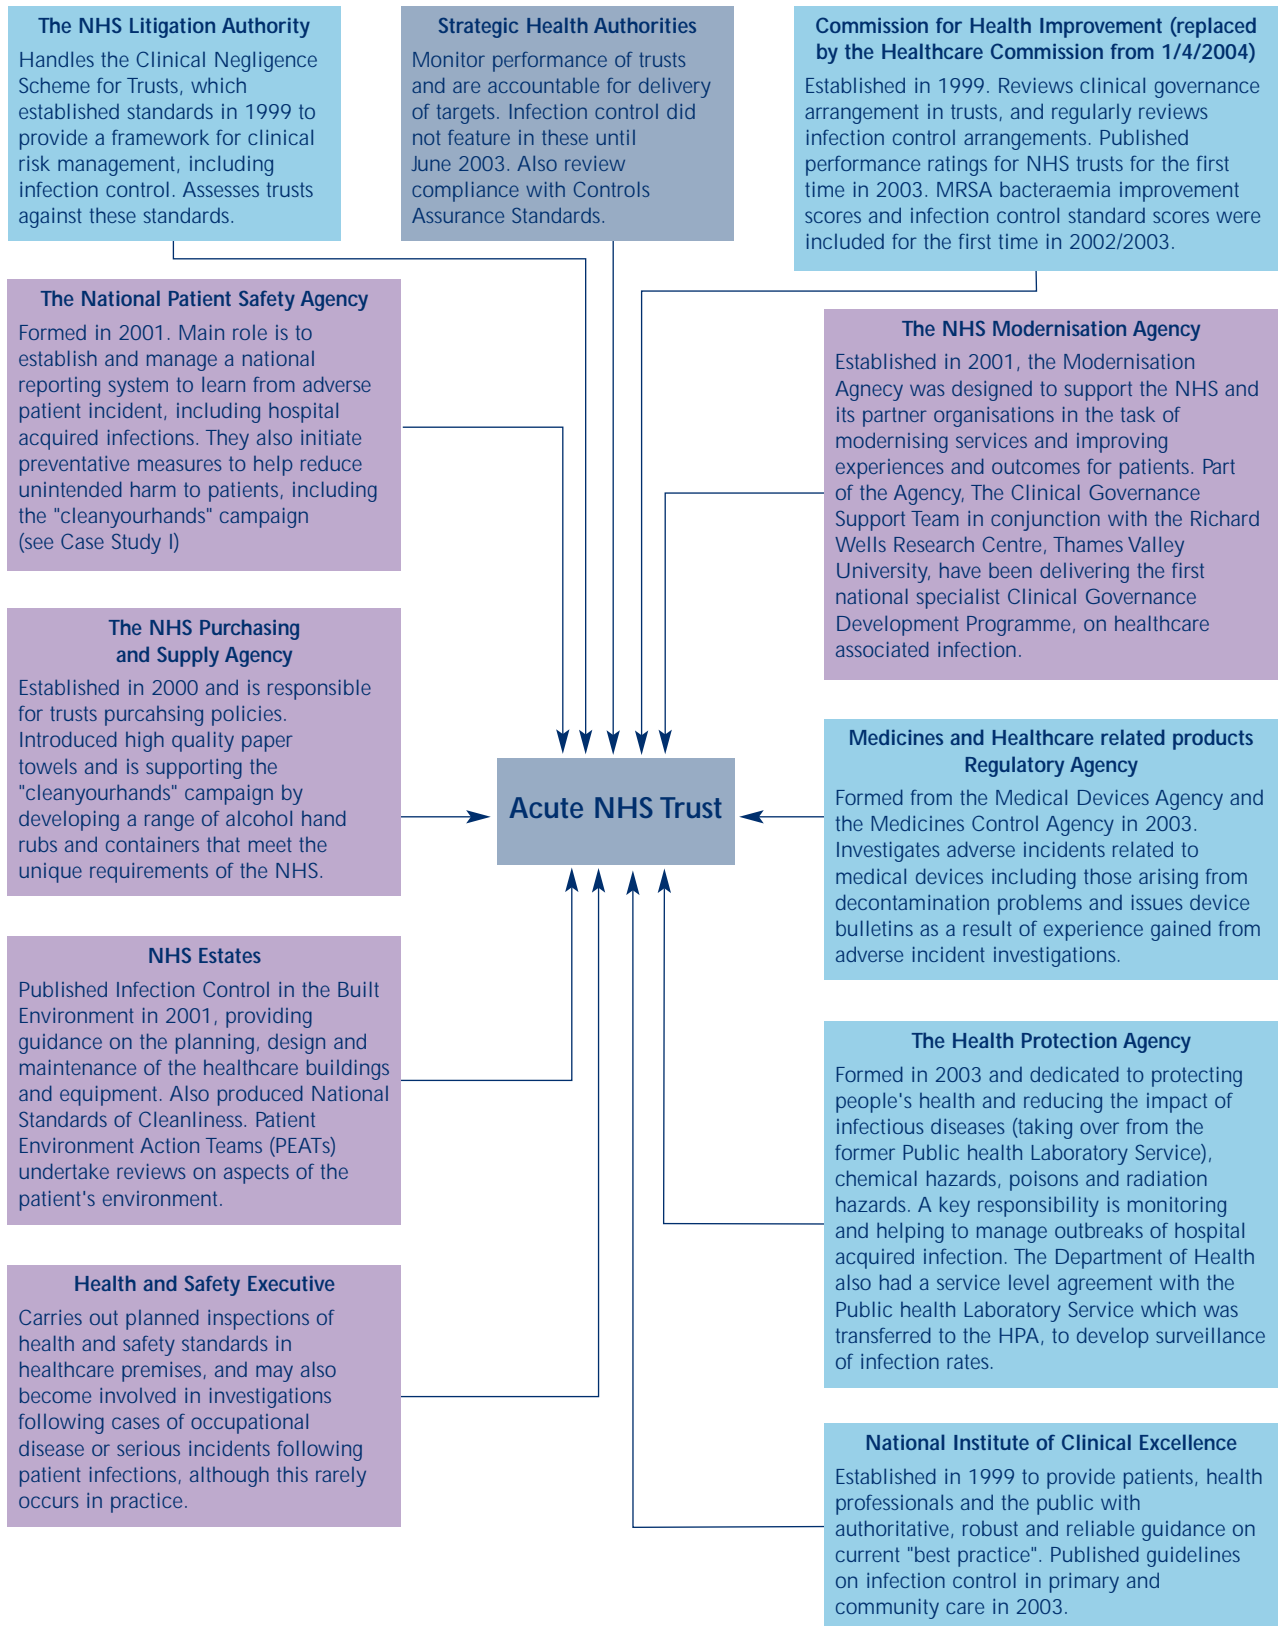 The NHS Litigation Authority
Handles the Clinical Negligence
Scheme for Trusts, which
established standards in 1999 to
provide a framework for clinical
risk management, including
infection control. Assesses trusts
against these standards.
Strategic Health Authorities
Monitor performance of trusts
and are accountable for delivery
of targets. Infection control did
not feature in these until
June 2003. Also review
compliance with Controls
Assurance Standards.
Commission for Health Improvement (replaced
by the Healthcare Commission from 1/4/2004)
Established in 1999. Reviews clinical governance
arrangement in trusts, and regularly reviews
infection control arrangements. Published
performance ratings for NHS trusts for the first
time in 2003. MRSA bacteraemia improvement
scores and infection control standard scores were
included for the first time in 2002/2003.
The National Patient Safety Agency
Formed in 2001. Main role is to
establish and manage a national
reporting system to learn from adverse
patient incident, including hospital
acquired infections. They also initiate
preventative measures to help reduce
unintended harm to patients, including
the "cleanyourhands" campaign
(see Case Study I)
The NHS Modernisation Agency
Established in 2001, the Modernisation
Agnecy was designed to support the NHS and
its partner organisations in the task of
modernising services and improving
experiences and outcomes for patients. Part
of the Agency, The Clinical Governance
Support Team in conjunction with the Richard
Wells Research Centre, Thames Valley
University, have been delivering the first
national specialist Clinical Governance
Development Programme, on healthcare
associated infection.
The NHS Purchasing
and Supply Agency
Established in 2000 and is responsible
for trusts purcahsing policies.
Introduced high quality paper
towels and is supporting the
"cleanyourhands" campaign by
developing a range of alcohol hand
rubs and containers that meet the
unique requirements of the NHS.
Acute NHS Trust
Medicines and Healthcare related products
Regulatory Agency
Formed from the Medical Devices Agency and
the Medicines Control Agency in 2003.
Investigates adverse incidents related to
medical devices including those arising from
decontamination problems and issues device
bulletins as a result of experience gained from
adverse incident investigations.
NHS Estates
Published Infection Control in the Built
Environment in 2001, providing
guidance on the planning, design and
maintenance of the healthcare buildings
and equipment. Also produced National
Standards of Cleanliness. Patient
Environment Action Teams (PEATs)
undertake reviews on aspects of the
patient's environment.
The Health Protection Agency
Formed in 2003 and dedicated to protecting
people's health and reducing the impact of
infectious diseases (taking over from the
former Public health Laboratory Service),
chemical hazards, poisons and radiation
hazards. A key responsibility is monitoring
and helping to manage outbreaks of hospital
acquired infection. The Department of Health
also had a service level agreement with the
Public health Laboratory Service which was
transferred to the HPA, to develop surveillance
of infection rates.
Health and Safety Executive
Carries out planned inspections of
health and safety standards in
healthcare premises, and may also
become involved in investigations
following cases of occupational
disease or serious incidents following
patient infections, although this rarely
occurs in practice.
National Institute of Clinical Excellence
Established in 1999 to provide patients, health
professionals and the public with
authoritative, robust and reliable guidance on
current "best practice". Published guidelines
on infection control in primary and
community care in 2003.